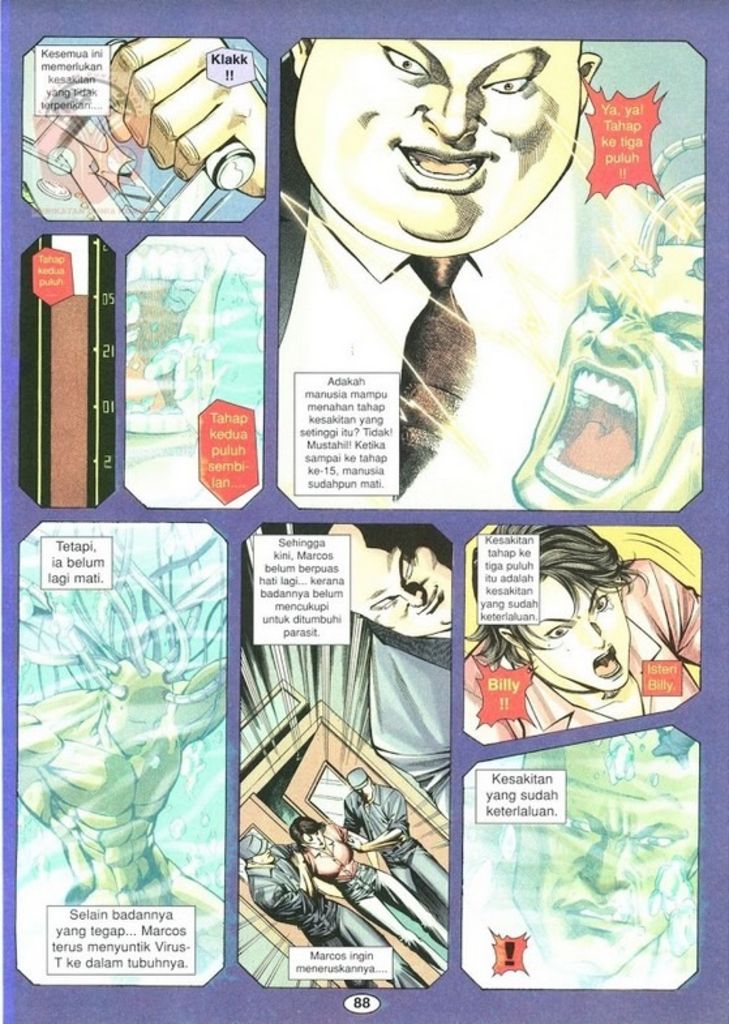 Kesemua ini
memerlukan
kesakitan
yang tidak
terperikan....
Klakk
!!
Ya, ya!
Tahap
ke tiga
puluh
!!
Tahap
kedua
puluh
05
21
01
2
Tahap
kedua
puluh
sembi-
lan....
Adakah
manusia mampu
menahan tahap
kesakitan yang
setinggi itu? Tidak!
Mustahil! Ketika
sampai ke tahap
ke-15, manusia
sudahpun mati.
Tetapi,
ia belum
lagi mati.
Selain badannya
yang tegap... Marcos
terus menyuntik Virus-
T ke dalam tubuhnya.
Sehingga
kini, Marcos
belum berpuas
hati lagi... kerana
badannya belum
mencukupi
untuk ditumbuhi
parasit.
Marcos ingin
meneruskannya....
Kesakitan
tahap ke
tiga puluh
itu adalah
kesakitan
yang sudah
keterlaluan.
Billy
!!
Isteri
Billy.
Kesakitan
yang sudah
keterlaluan.
!
88